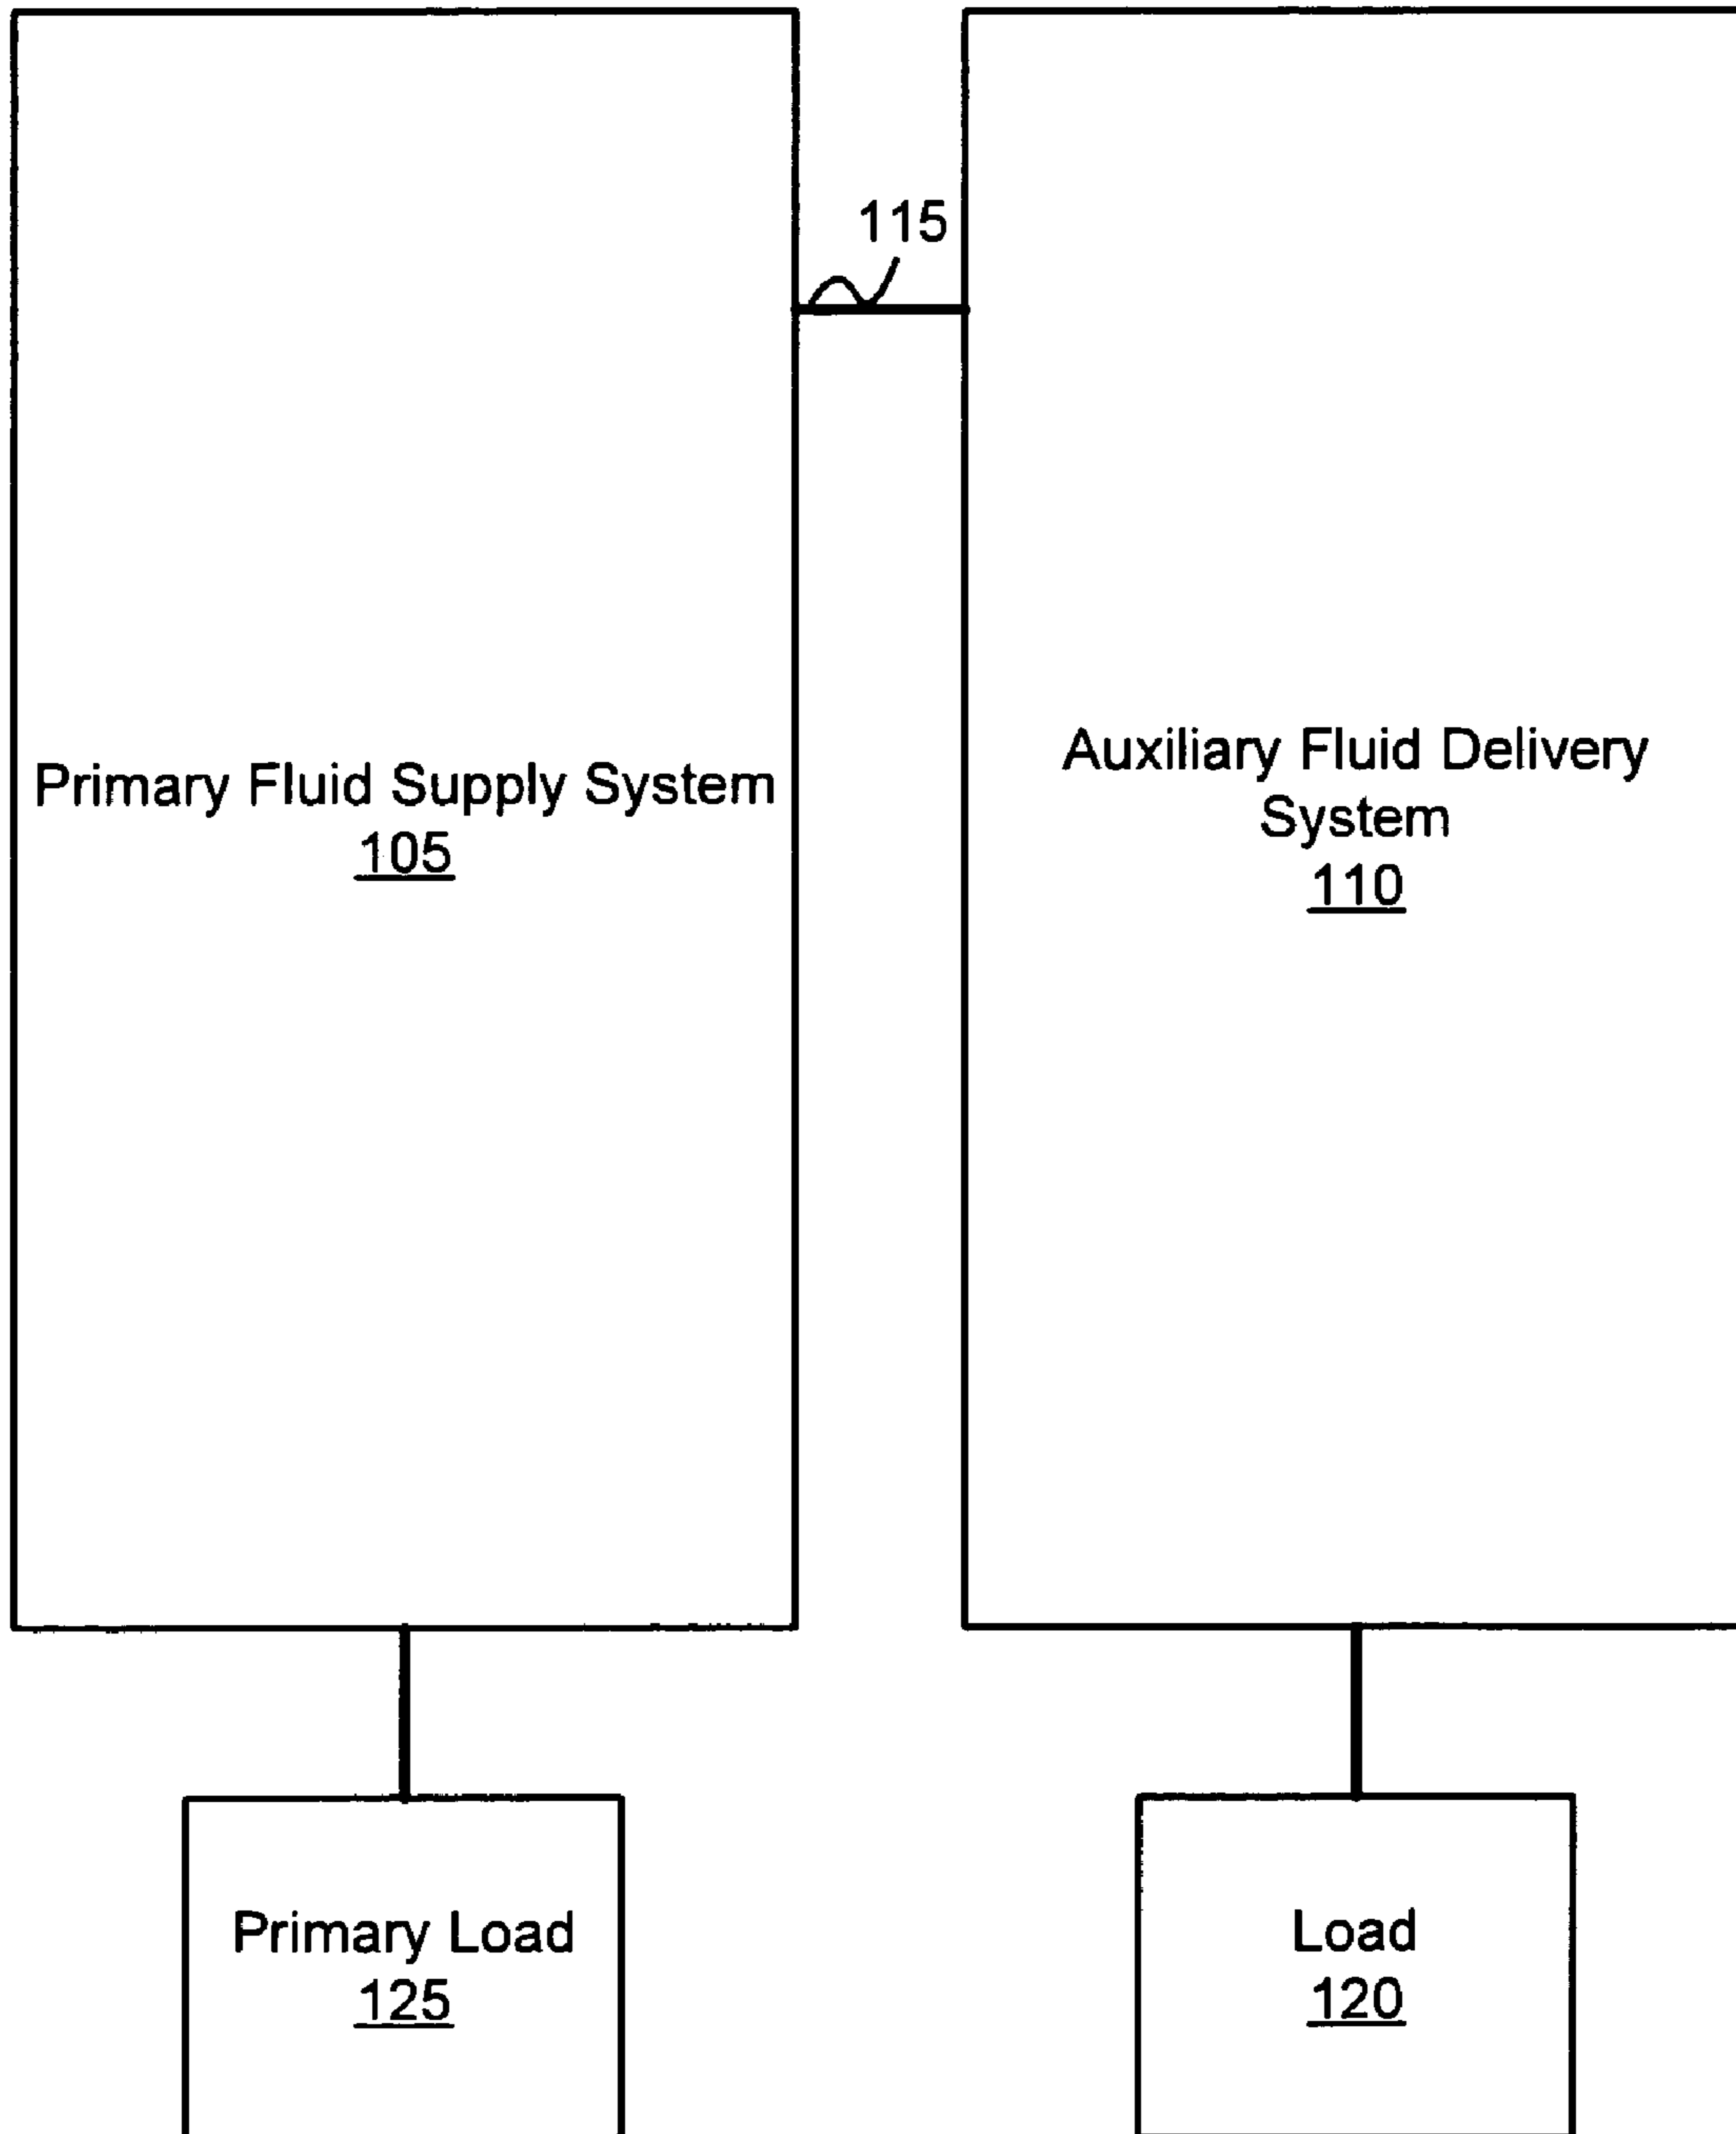 115
Primary Fluid Supply System
105
Auxiliary Fluid Delivery
System
110
Primary Load
125
Load
120